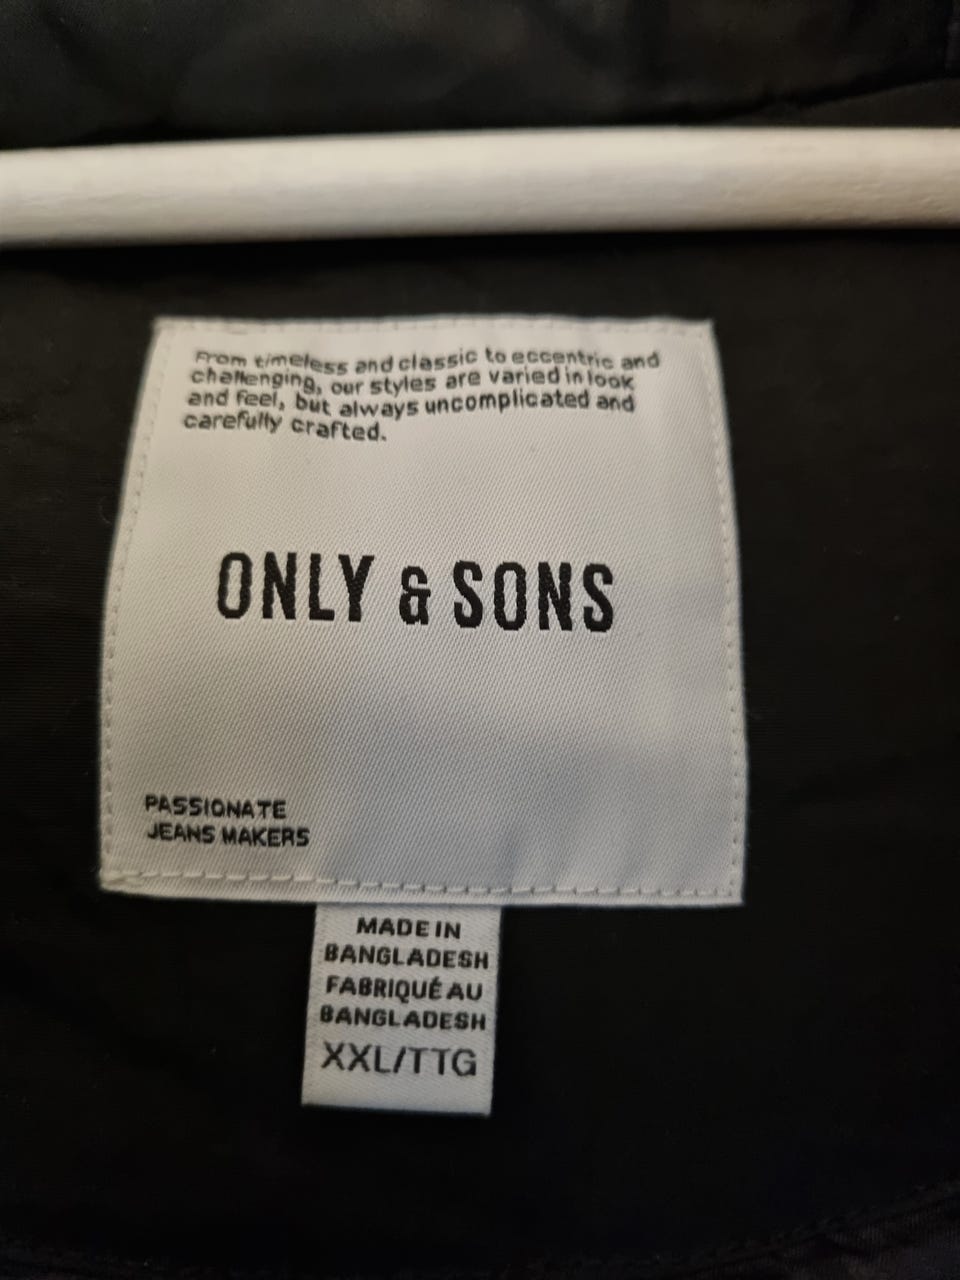 From timeless and classic to eccentric and
challenging, our styles are varied in look
and feel, but always uncomplicated and
carefully crafted.
ONLY & SONS
PASSIONATE
JEANS MAKERS
MADE IN
BANGLADESH
FABRIQUÉ AU
BANGLADESH
XXL/TTG